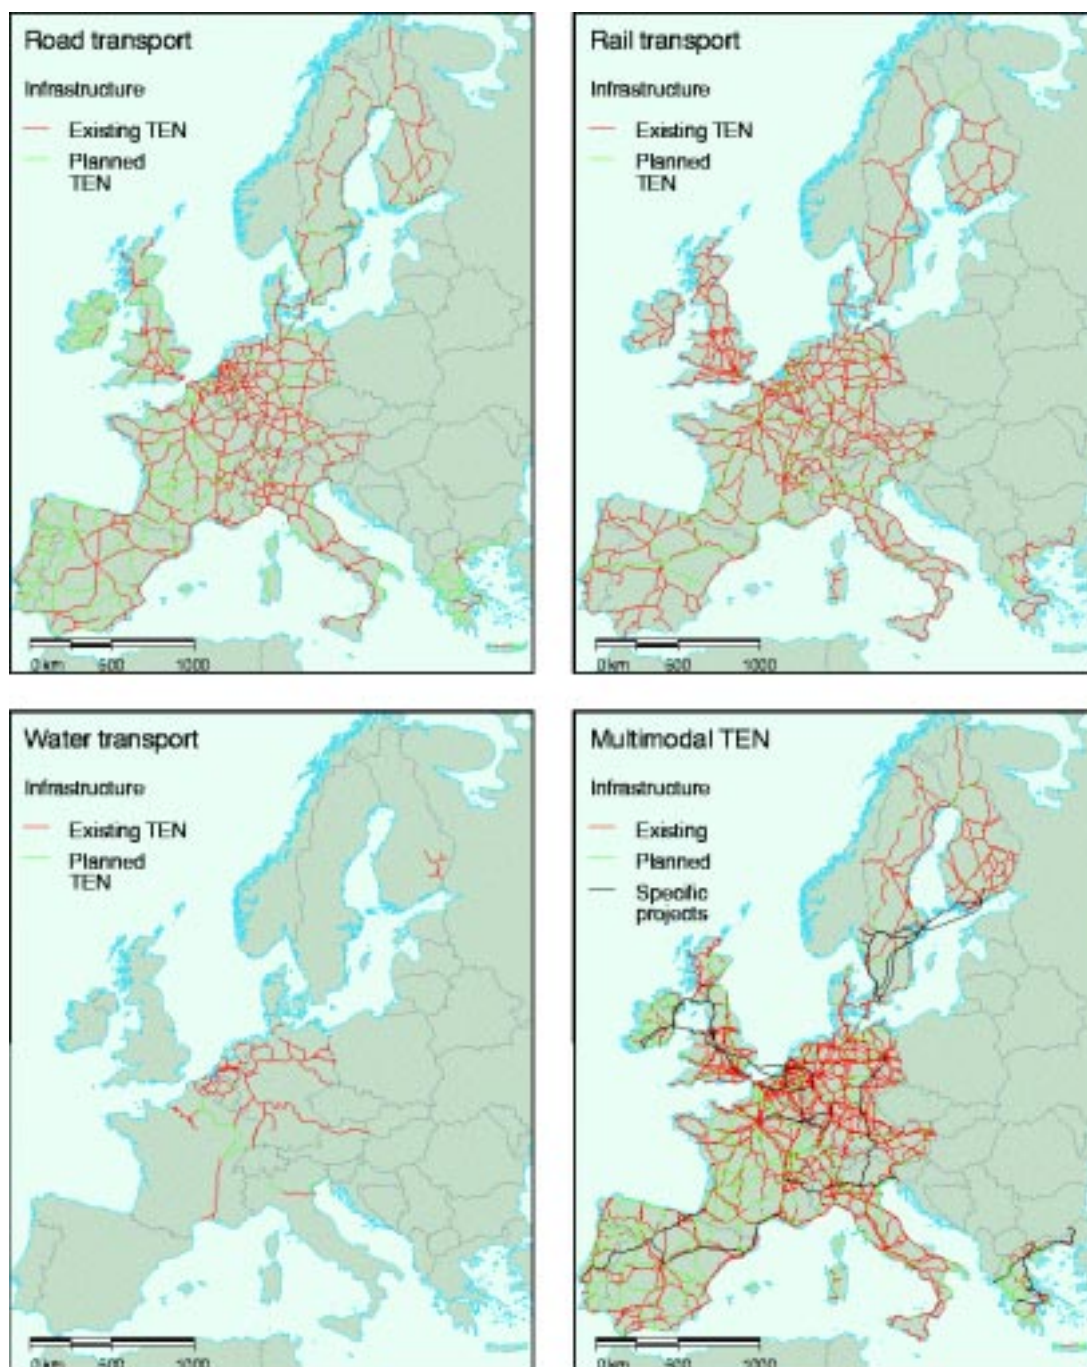 Road transport
Infrastructure
Existing TEN
Planned
TEN
0 km 500 1000
Rail transport
Infrastructure
Existing TEN
Planned
TEN
0 km 500 1000
Water transport
Infrastructure
Existing TEN
Planned
TEN
0 km 500 1000
Multimodal TEN
Infrastructure
Existing
Planned
Specific
projects
0 km 500 1000